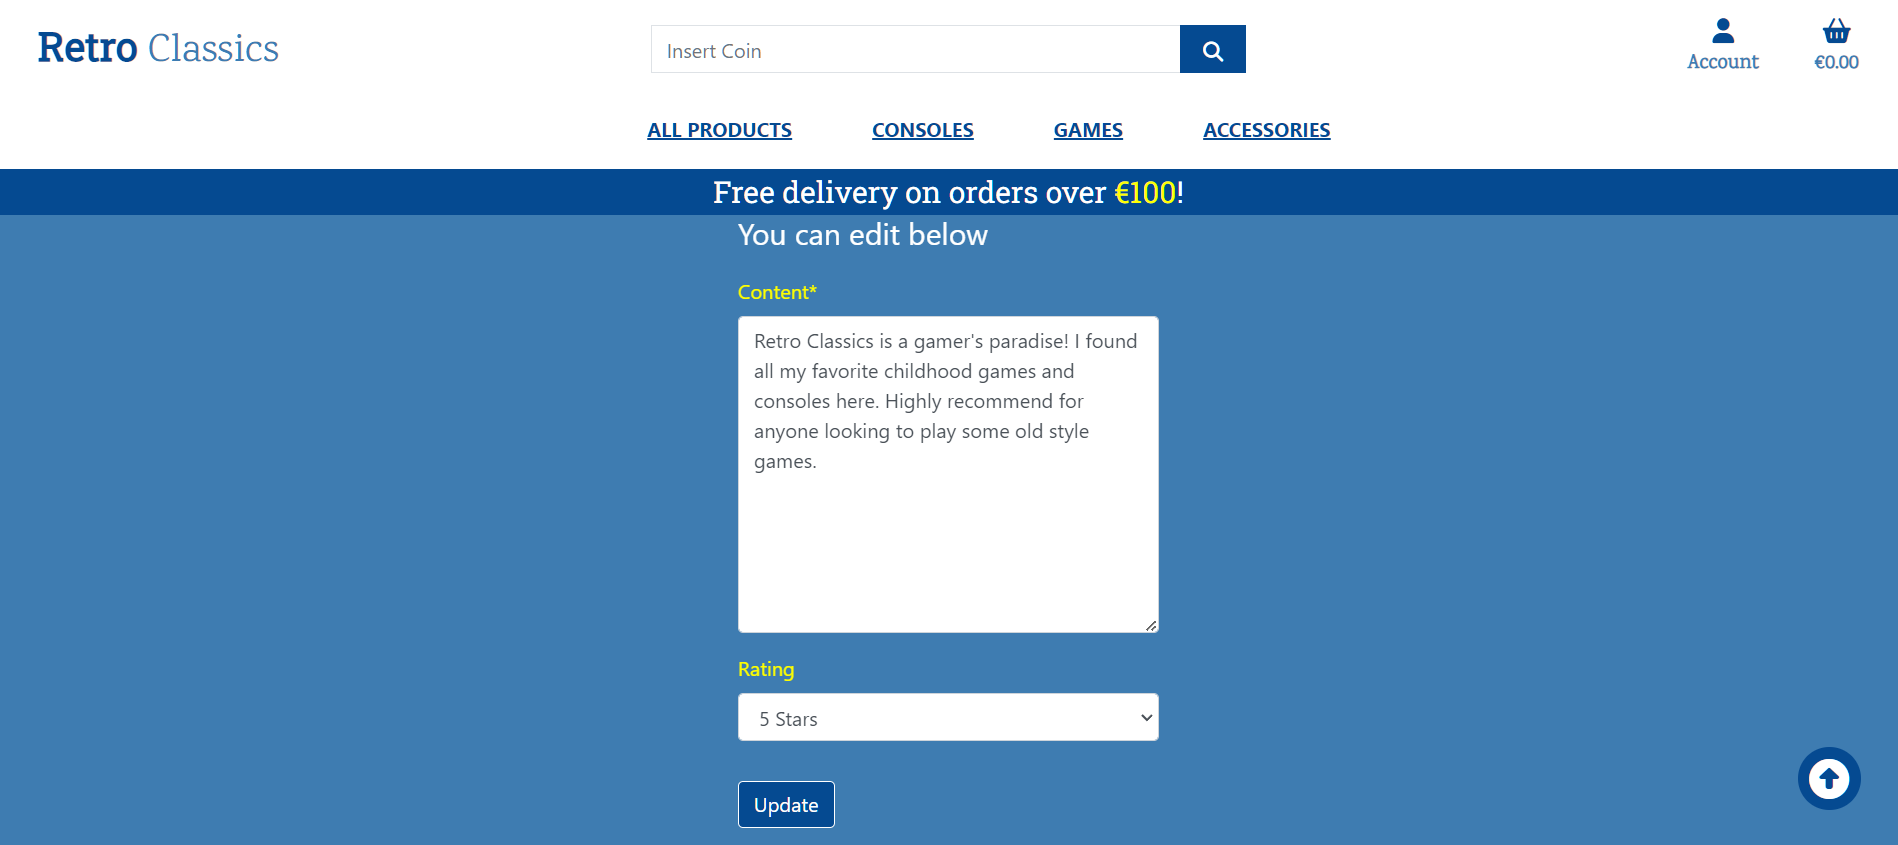 Retro Classics
Insert Coin
Account
€0.00
ALL PRODUCTS
CONSOLES
GAMES
ACCESSORIES
Free delivery on orders over €100!
You can edit below
Content*
Retro Classics is a gamer's paradise! I found
all my favorite childhood games and
consoles here. Highly recommend for
anyone looking to play some old style
games.
Rating
5 Stars
Update